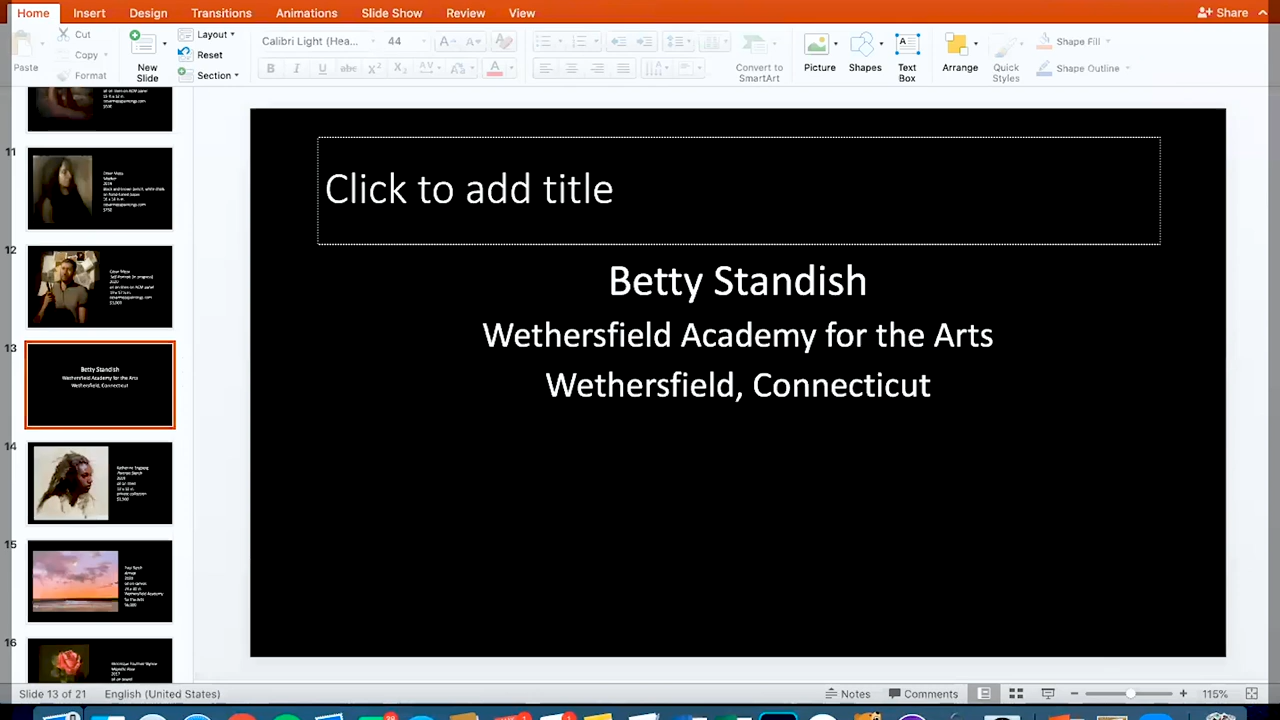 Home Insert Design Transitions Animations Slide Show Review View Share
Cut
Copy
Format
Paste
New Slide
Layout
Reset
Section
Calibri Light (Hea... 44
Convert to SmartArt
Picture
Shapes
Text Box
Arrange
Quick Styles
Shape Fill
Shape Outline
11
12
13
Betty Standish
Wethersfield Academy for the Arts
Wethersfield, Connecticut
14
15
16
Click to add title
Betty Standish
Wethersfield Academy for the Arts
Wethersfield, Connecticut
Slide 13 of 21 English (United States) Notes Comments 115%